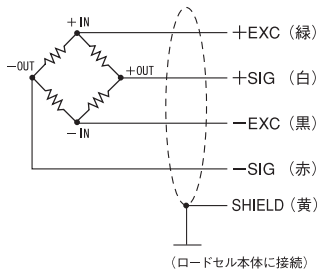 +IN
+EXC (緑)
−OUT
+OUT
+SIG (白)
−IN
−EXC (黒)
−SIG (赤)
SHIELD (黄)
(ロードセル本体に接続)